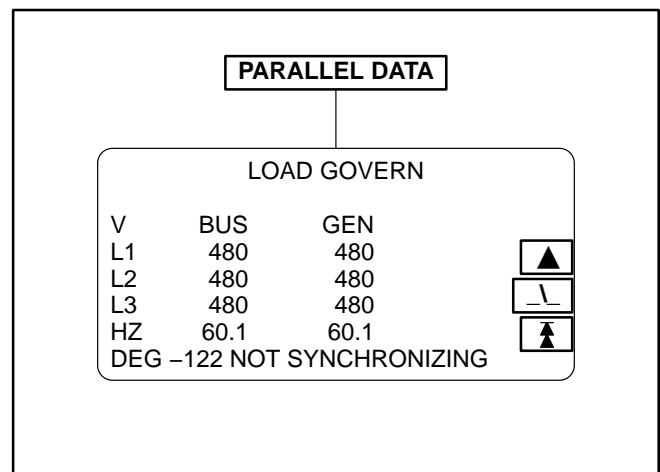 PARALLEL DATA
LOAD GOVERN
V BUS GEN
L1 480 480
L2 480 480
L3 480 480
HZ 60.1 60.1
DEG –122 NOT SYNCHRONIZING
_\_